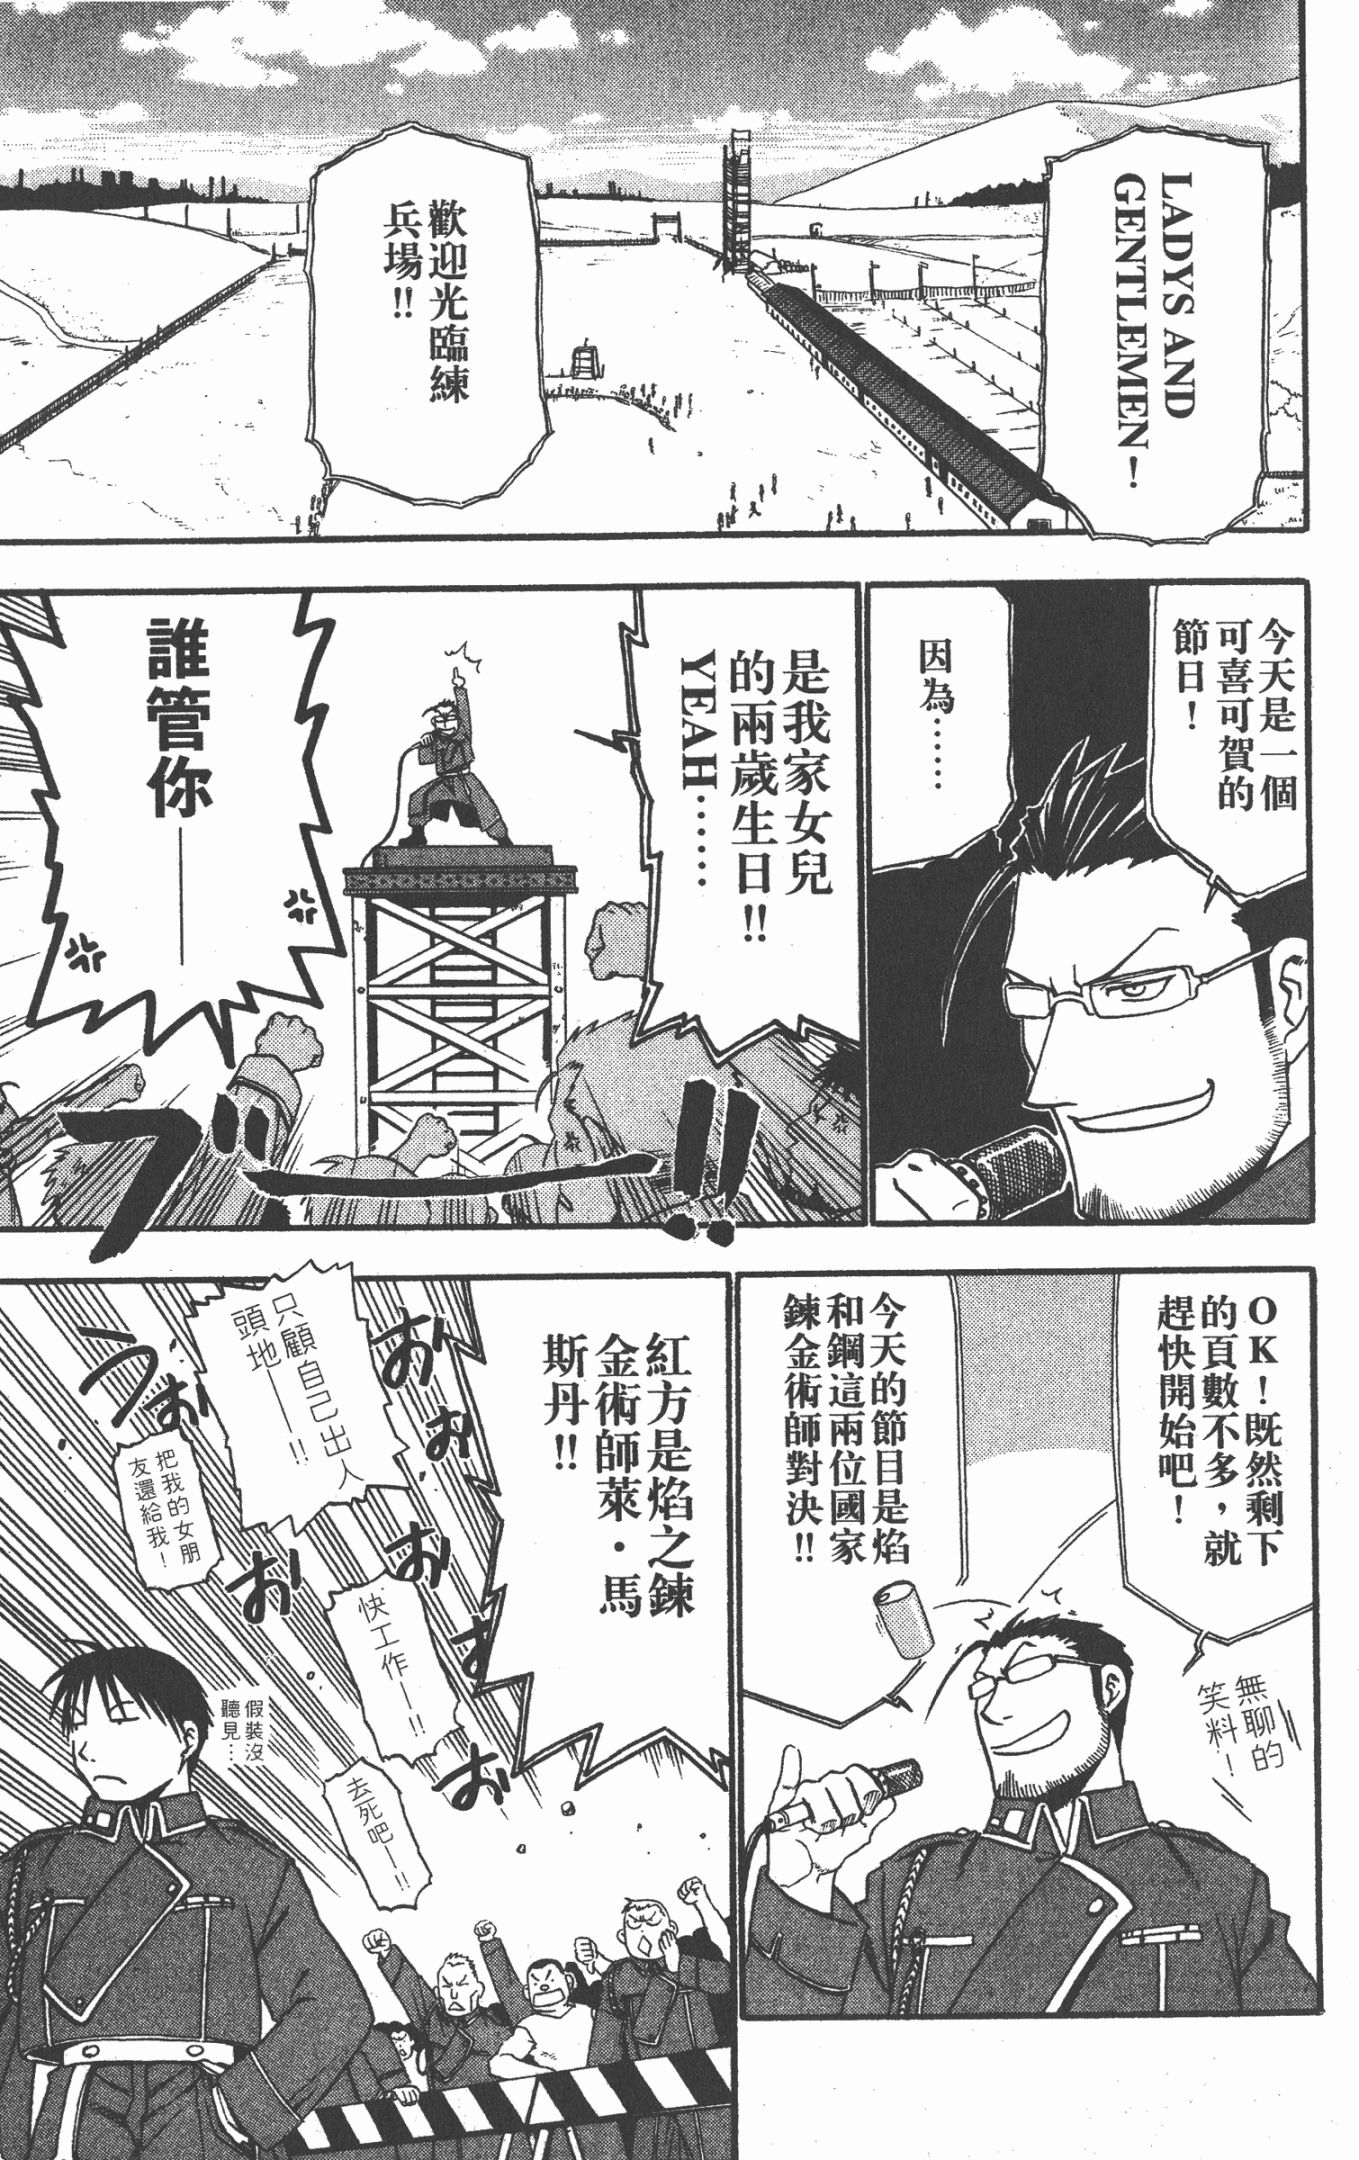 LADYS AND
GENTLEMEN！
歡迎光臨練
兵場!!
今天是一個
可喜可賀的
節日！
因為……
是我家女兒
的兩歲生日!!
YEAH……
誰管你——
ブーー!!
OK！既然剩下
的頁數不多，就
趕快開始吧！
無聊的
笑料！
今天的節目是焰
和鋼這兩位國家
鍊金術師對決!!
紅方是焰之鍊
金術師萊・馬
斯丹!!
おおおおおお
只顧自己出人
頭地——!!
うおお
把我的女朋
友還給我！
快工作—!!
去死吧—!!
假裝沒
聽見…